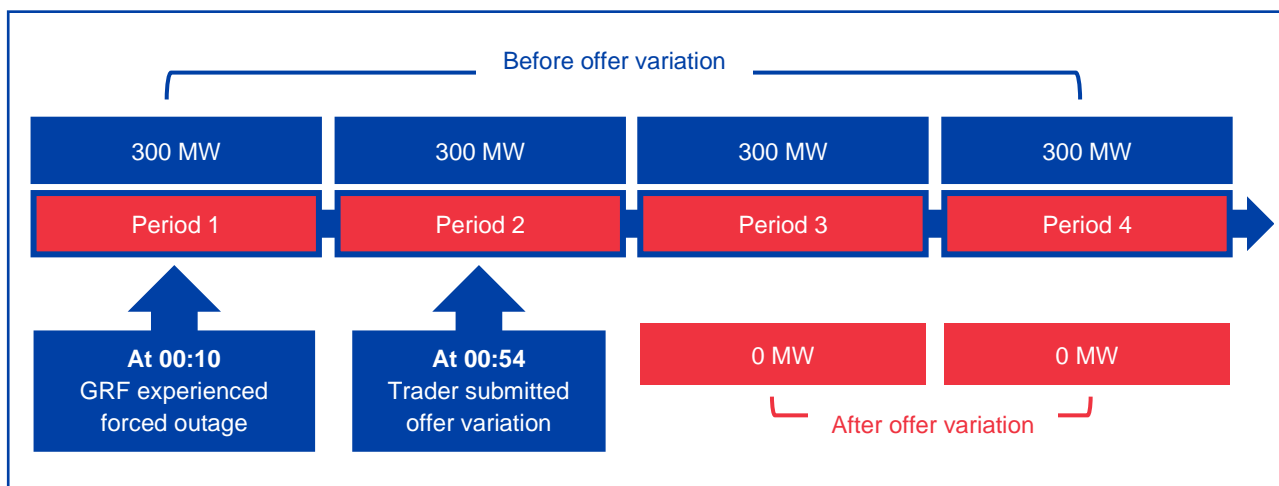 Before offer variation
300 MW
300 MW
300 MW
300 MW
Period 1
Period 2
Period 3
Period 4
At 00:10
GRF experienced
forced outage
At 00:54
Trader submitted
offer variation
0 MW
0 MW
After offer variation